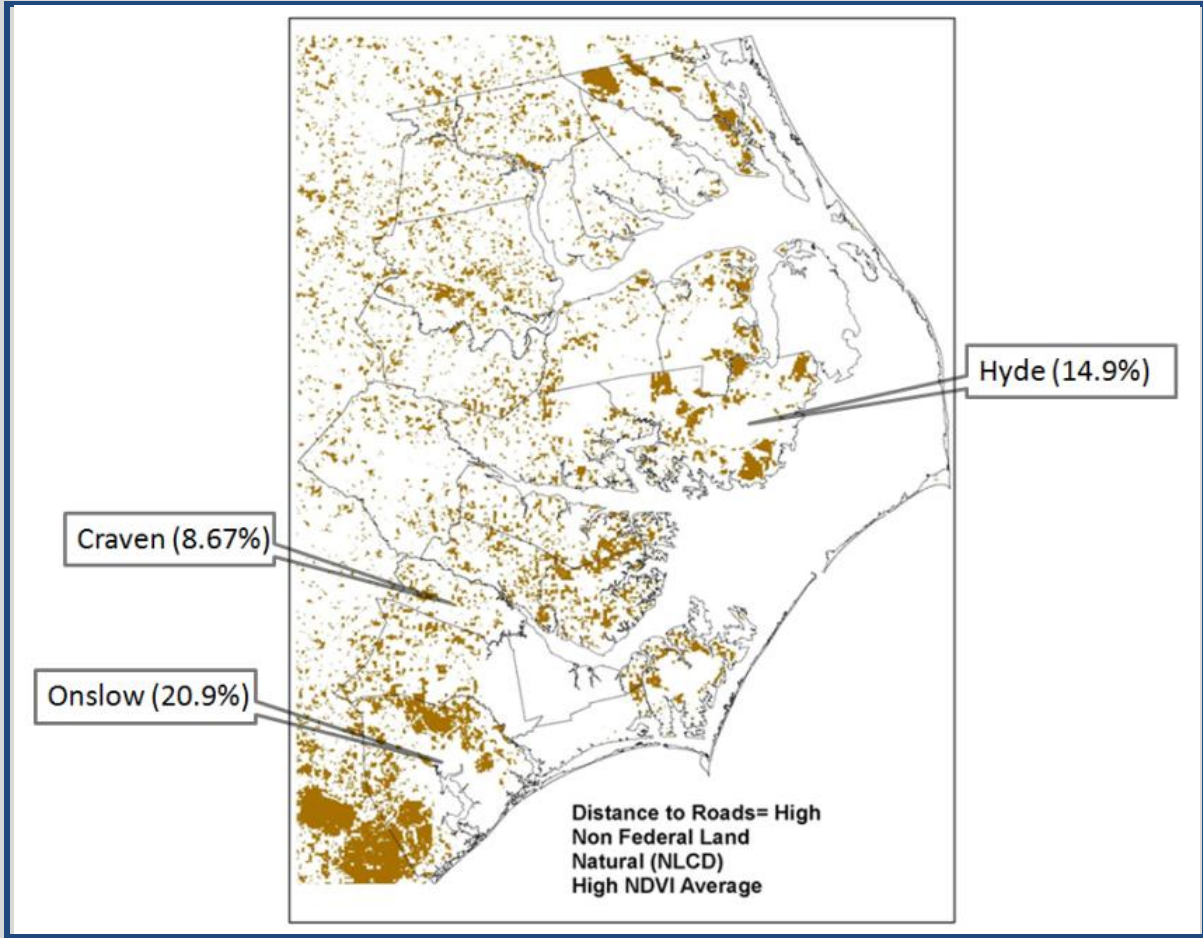 Hyde (14.9%)
Craven (8.67%)
Onslow (20.9%)
Distance to Roads= High
Non Federal Land
Natural (NLCD)
High NDVI Average